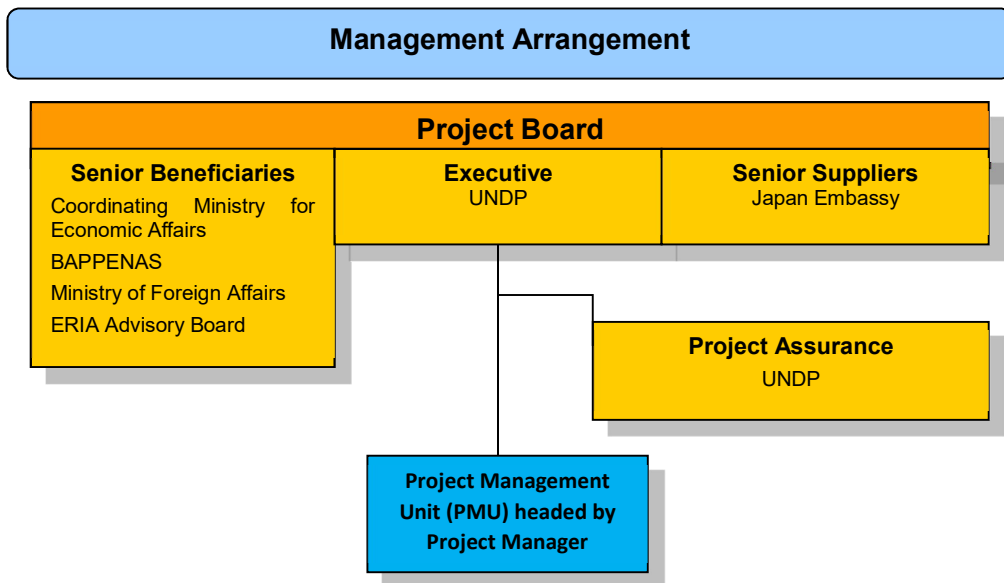 Management Arrangement
Project Board
Senior Beneficiaries
Coordinating Ministry for
Economic Affairs
BAPPENAS
Ministry of Foreign Affairs
ERIA Advisory Board
Executive
UNDP
Senior Suppliers
Japan Embassy
Project Assurance
UNDP
Project Management
Unit (PMU) headed by
Project Manager